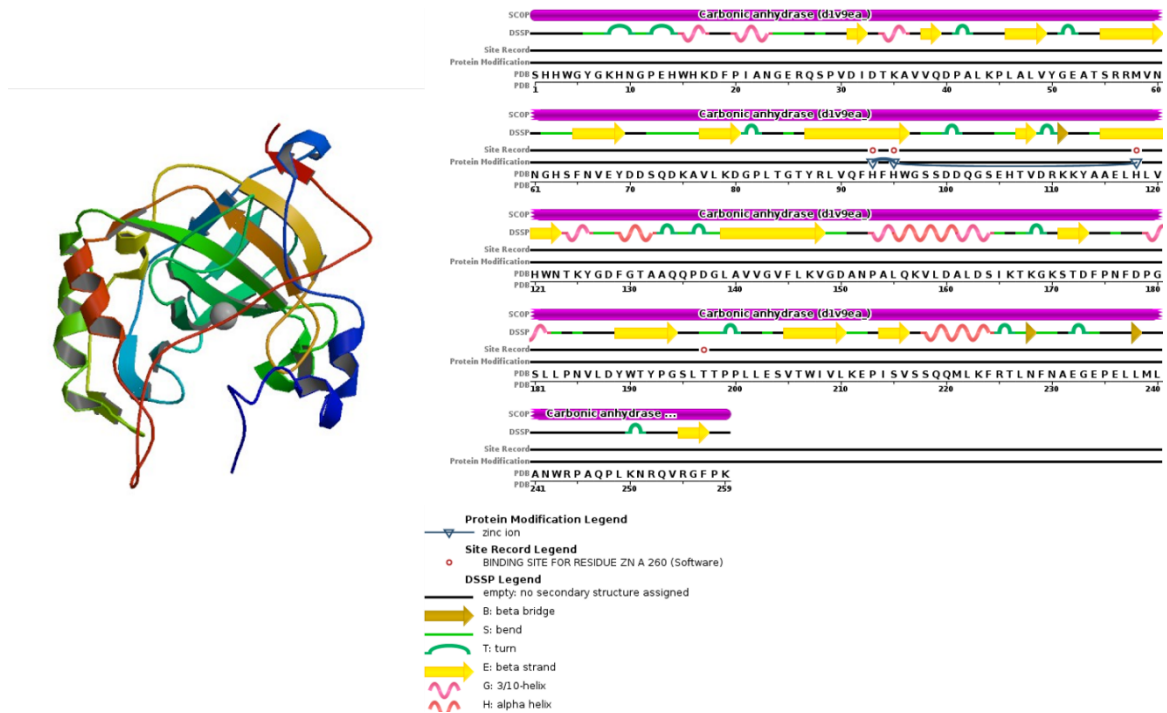 SCOP Carbonic anhydrase (d1v9ea_)
DSSP
Site Record
Protein Modification
PDB SHHWGYGKHNGPEHWHKDFPIANGERQSPVDIDTKAVVQDPALKPLALVYGEATSRRMVN
PDB 1 10 20 30 40 50 60
SCOP Carbonic anhydrase (d1v9ea_)
DSSP
Site Record
Protein Modification
PDB NGHSFNVEYDDSQDKAVLKDGPLTGTYRLVQFHFHWGSSDDQGSEHTVDRKKYAAELHLV
PDB 61 70 80 90 100 110 120
SCOP Carbonic anhydrase (d1v9ea_)
DSSP
Site Record
Protein Modification
PDB HWNTKYGDFGTAAQQPDGLAVVGVFLKVGDANPALQKVLDALDSIKTKGKSTDFPNFDPG
PDB 121 130 140 150 160 170 180
SCOP Carbonic anhydrase (d1v9ea_)
DSSP
Site Record
Protein Modification
PDB SLLPNVLDYWTYPGSLTTPPLLESVTWIVLKEPISVSSQQMLKFRTLNFNAEGEPELLML
PDB 181 190 200 210 220 230 240
SCOP Carbonic anhydrase ...
DSSP
Site Record
Protein Modification
PDB ANWRPAQPLKNRQVRGFPK
PDB 241 250 259
Protein Modification Legend
zinc ion
Site Record Legend
BINDING SITE FOR RESIDUE ZN A 260 (Software)
DSSP Legend
empty: no secondary structure assigned
B: beta bridge
S: bend
T: turn
E: beta strand
G: 3/10-helix
H: alpha helix